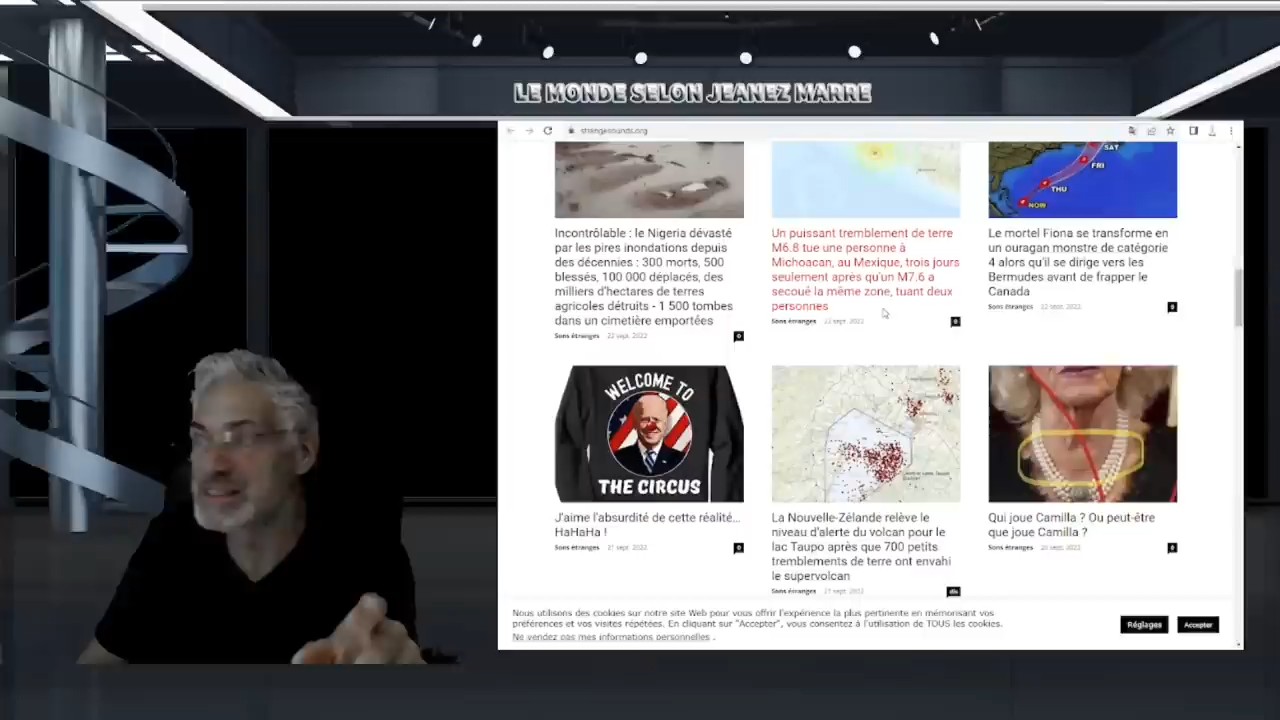 LE MONDE SELON JEANEZ MARRE
strangesounds.org
SAT
FRI
THU
NOW
Incontrôlable : le Nigeria dévasté
par les pires inondations depuis
des décennies : 300 morts, 500
blessés, 100 000 déplacés, des
milliers d'hectares de terres
agricoles détruits - 1 500 tombes
dans un cimetière emportées
Sons étranges 22 sept. 2022 0
Un puissant tremblement de terre
M6.8 tue une personne à
Michoacan, au Mexique, trois jours
seulement après qu'un M7.6 a
secoué la même zone, tuant deux
personnes
Sons étranges 22 sept. 2022 0
Le mortel Fiona se transforme en
un ouragan monstre de catégorie
4 alors qu'il se dirige vers les
Bermudes avant de frapper le
Canada
Sons étranges 22 sept. 2022 0
WELCOME TO
THE CIRCUS
J'aime l'absurdité de cette réalité...
HaHaHa !
Sons étranges 21 sept. 2022 0
La Nouvelle-Zélande relève le
niveau d'alerte du volcan pour le
lac Taupo après que 700 petits
tremblements de terre ont envahi
le supervolcan
Sons étranges 21 sept. 2022
Qui joue Camilla ? Ou peut-être
que joue Camilla ?
Sons étranges 20 sept. 2022 0
Nous utilisons des cookies sur notre site Web pour vous offrir l'expérience la plus pertinente en mémorisant vos
préférences et vos visites répétées. En cliquant sur "Accepter", vous consentez à l'utilisation de TOUS les cookies.
Ne vendez pas mes informations personnelles .
Réglages
Accepter